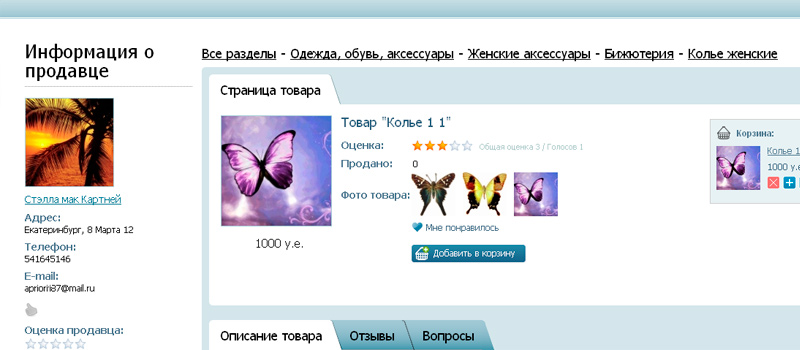 Информация о
продавце
Стэлла мак Картней
Адрес:
Екатеринбург, 8 Марта 12
Телефон:
541645146
E-mail:
apriorrii87@mail.ru
Оценка продавца:
Все разделы - Одежда, обувь, аксессуары - Женские аксессуары - Бижютерия - Колье женские
Страница товара
1000 у.е.
Товар "Колье 1 1"
Оценка: Общая оценка 3 / Голосов 1
Продано: 0
Фото товара:
Мне понравилось
Добавить в корзину
Корзина:
Колье 1
1000 у.е.
Описание товара Отзывы Вопросы